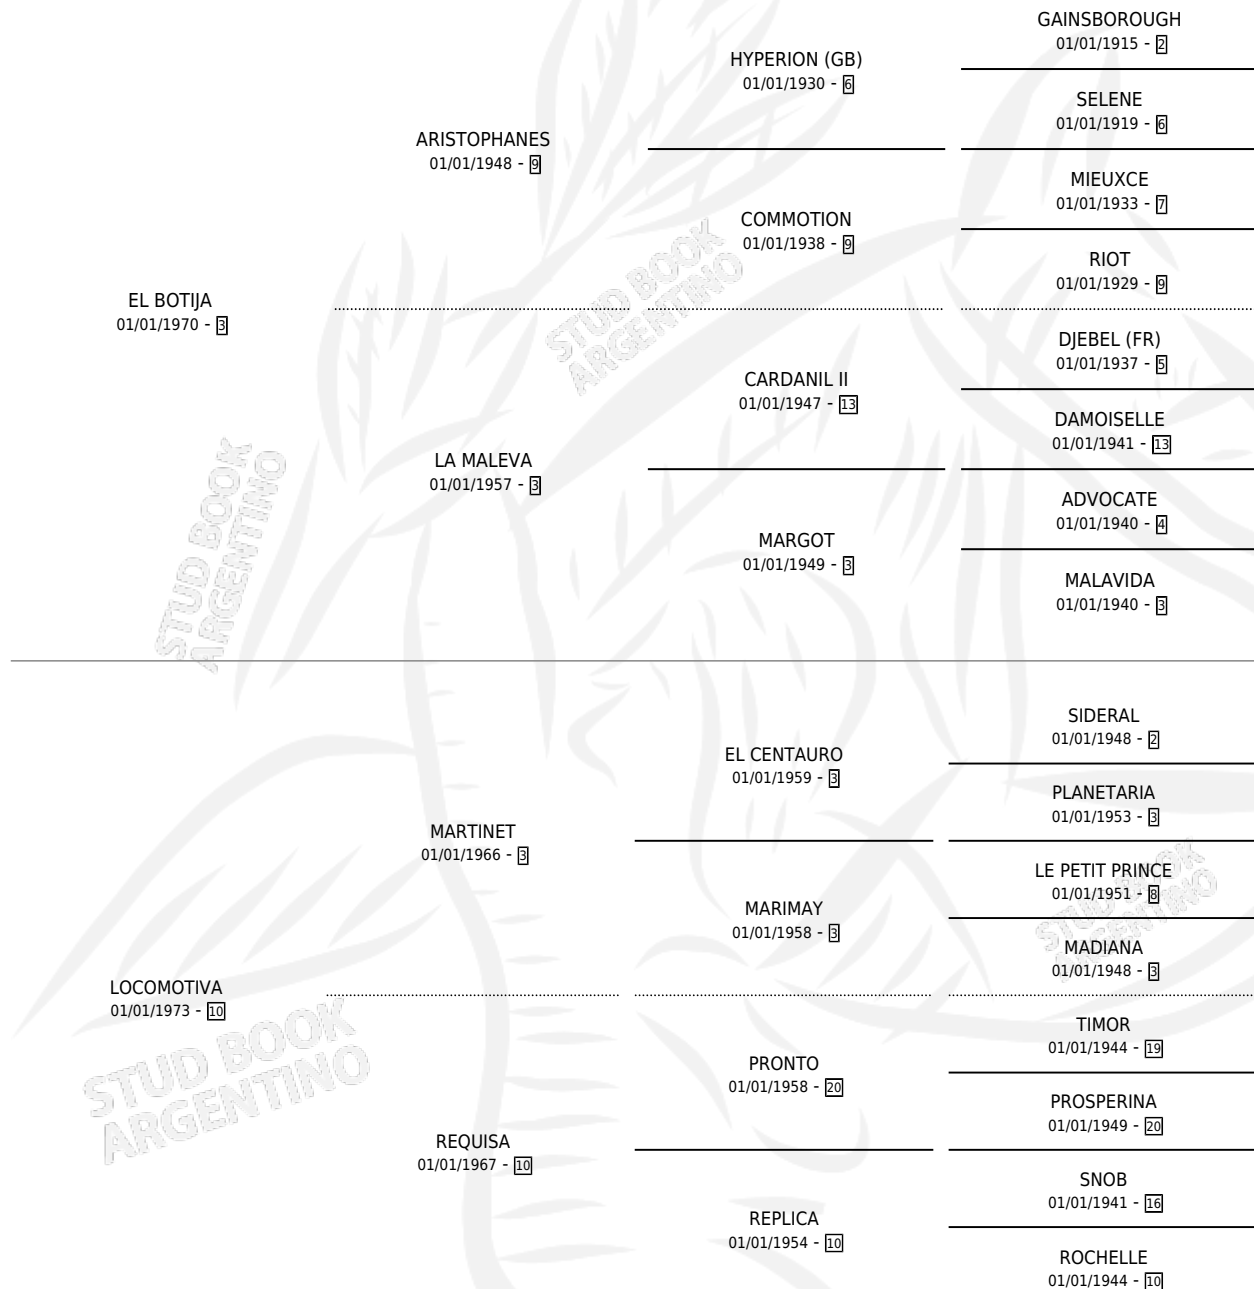 GAINSBOROUGH
01/01/1915 - 2
HYPERION (GB)
01/01/1930 - 6
SELENE
01/01/1919 - 6
ARISTOPHANES
01/01/1948 - 9
MIEUXCE
01/01/1933 - 7
COMMOTION
01/01/1938 - 9
RIOT
01/01/1929 - 9
EL BOTIJA
01/01/1970 - 3
DJEBEL (FR)
01/01/1937 - 5
CARDANIL II
01/01/1947 - 13
DAMOISELLE
01/01/1941 - 13
LA MALEVA
01/01/1957 - 3
ADVOCATE
01/01/1940 - 4
MARGOT
01/01/1949 - 3
MALAVIDA
01/01/1940 - 3
SIDERAL
01/01/1948 - 2
EL CENTAURO
01/01/1959 - 3
PLANETARIA
01/01/1953 - 3
MARTINET
01/01/1966 - 3
LE PETIT PRINCE
01/01/1951 - 8
MARIMAY
01/01/1958 - 3
MADIANA
01/01/1948 - 3
LOCOMOTIVA
01/01/1973 - 10
TIMOR
01/01/1944 - 19
PRONTO
01/01/1958 - 20
PROSPERINA
01/01/1949 - 20
REQUISA
01/01/1967 - 10
SNOB
01/01/1941 - 16
REPLICA
01/01/1954 - 10
ROCHELLE
01/01/1944 - 10
STUD BOOK
ARGENTINO
STUD BOOK
ARGENTINO
STUD BOOK
ARGENTINO
STUD BOOK
ARGENTINO